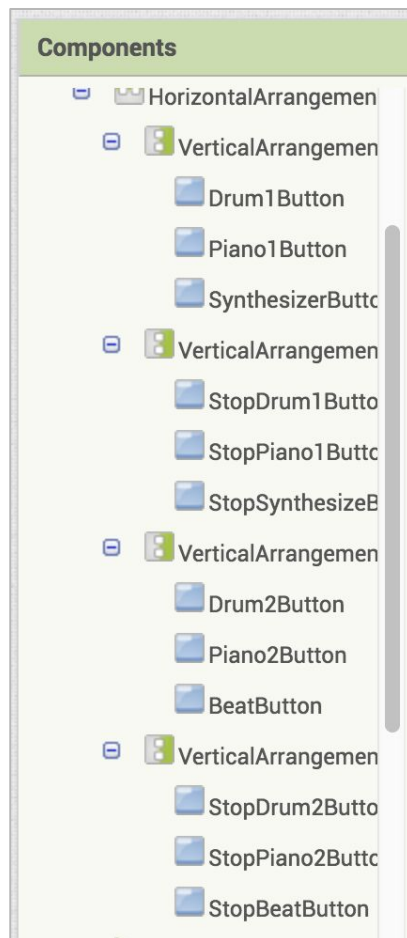 Components
HorizontalArrangemen
VerticalArrangemen
Drum1Button
Piano1Button
SynthesizerButto
VerticalArrangemen
StopDrum1Butto
StopPiano1Butto
StopSynthesizeB
VerticalArrangemen
Drum2Button
Piano2Button
BeatButton
VerticalArrangemen
StopDrum2Butto
StopPiano2Butto
StopBeatButton